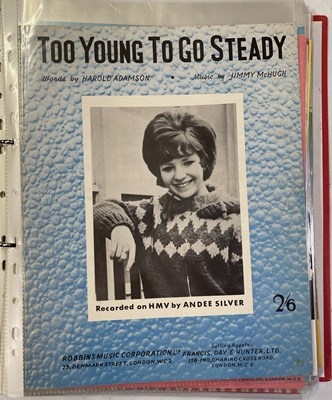 TOO YOUNG TO GO STEADY
Words by HAROLD ADAMSON • Music by JIMMY McHUGH
Recorded on HMV by ANDEE SILVER
2/6
ROBBINS MUSIC CORPORATION, LTD
23, DENMARK STREET, LONDON, W.C.2.
Selling Agents:-
FRANCIS, DAY & HUNTER, LTD.
138-140, CHARING CROSS ROAD,
LONDON, W.C.2